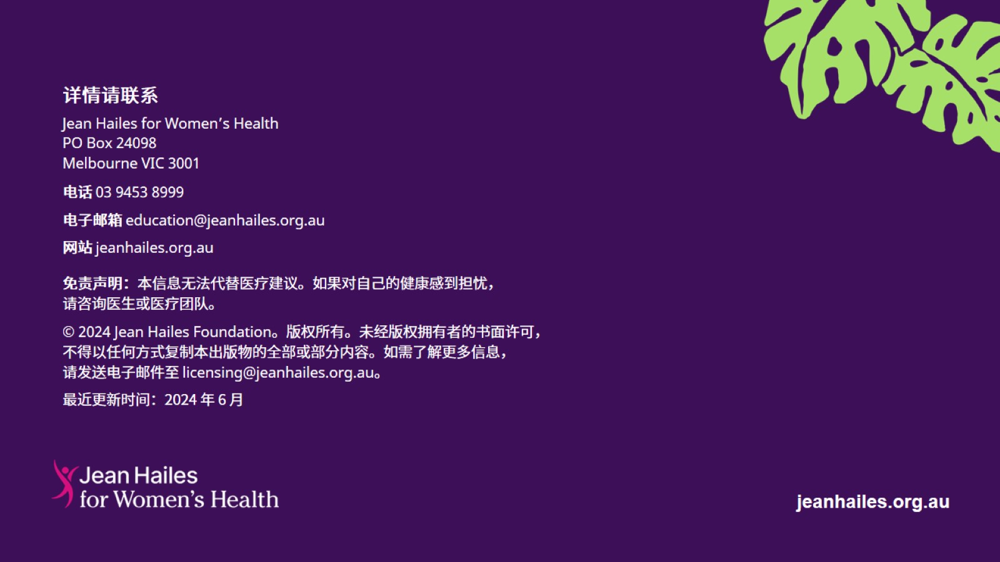 详情请联系
Jean Hailes for Women’s Health
PO Box 24098
Melbourne VIC 3001
电话 03 9453 8999
电子邮箱 education@jeanhailes.org.au
网站 jeanhailes.org.au
免责声明：本信息无法代替医疗建议。如果对自己的健康感到担忧，
请咨询医生或医疗团队。
© 2024 Jean Hailes Foundation。版权所有。未经版权拥有者的书面许可，
不得以任何方式复制本出版物的全部或部分内容。如需了解更多信息，
请发送电子邮件至 licensing@jeanhailes.org.au。
最近更新时间：2024 年 6 月
Jean Hailes
for Women’s Health
jeanhailes.org.au